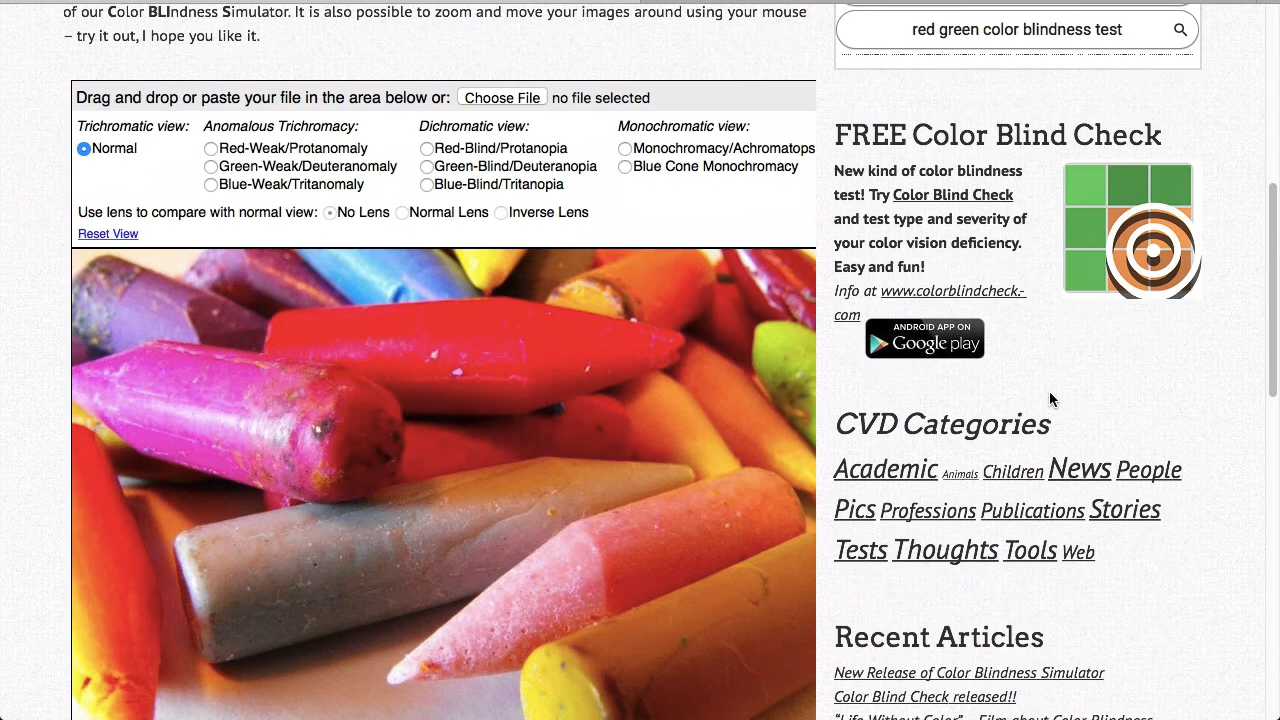 of our Color BLIndness Simulator. It is also possible to zoom and move your images around using your mouse
– try it out, I hope you like it.
Drag and drop or paste your file in the area below or: Choose File no file selected
Trichromatic view: Anomalous Trichromacy: Dichromatic view: Monochromatic view:
Normal Red-Weak/Protanomaly Red-Blind/Protanopia Monochromacy/Achromatops
Green-Weak/Deuteranomaly Green-Blind/Deuteranopia Blue Cone Monochromacy
Blue-Weak/Tritanomaly Blue-Blind/Tritanopia
Use lens to compare with normal view: No Lens Normal Lens Inverse Lens
Reset View
red green color blindness test
FREE Color Blind Check
New kind of color blindness
test! Try Color Blind Check
and test type and severity of
your color vision deficiency.
Easy and fun!
Info at www.colorblindcheck.-
com
ANDROID APP ON
Google play
CVD Categories
Academic Animals Children News People
Pics Professions Publications Stories
Tests Thoughts Tools Web
Recent Articles
New Release of Color Blindness Simulator
Color Blind Check released!!
“Life Without Color” – Film about Color Blindness